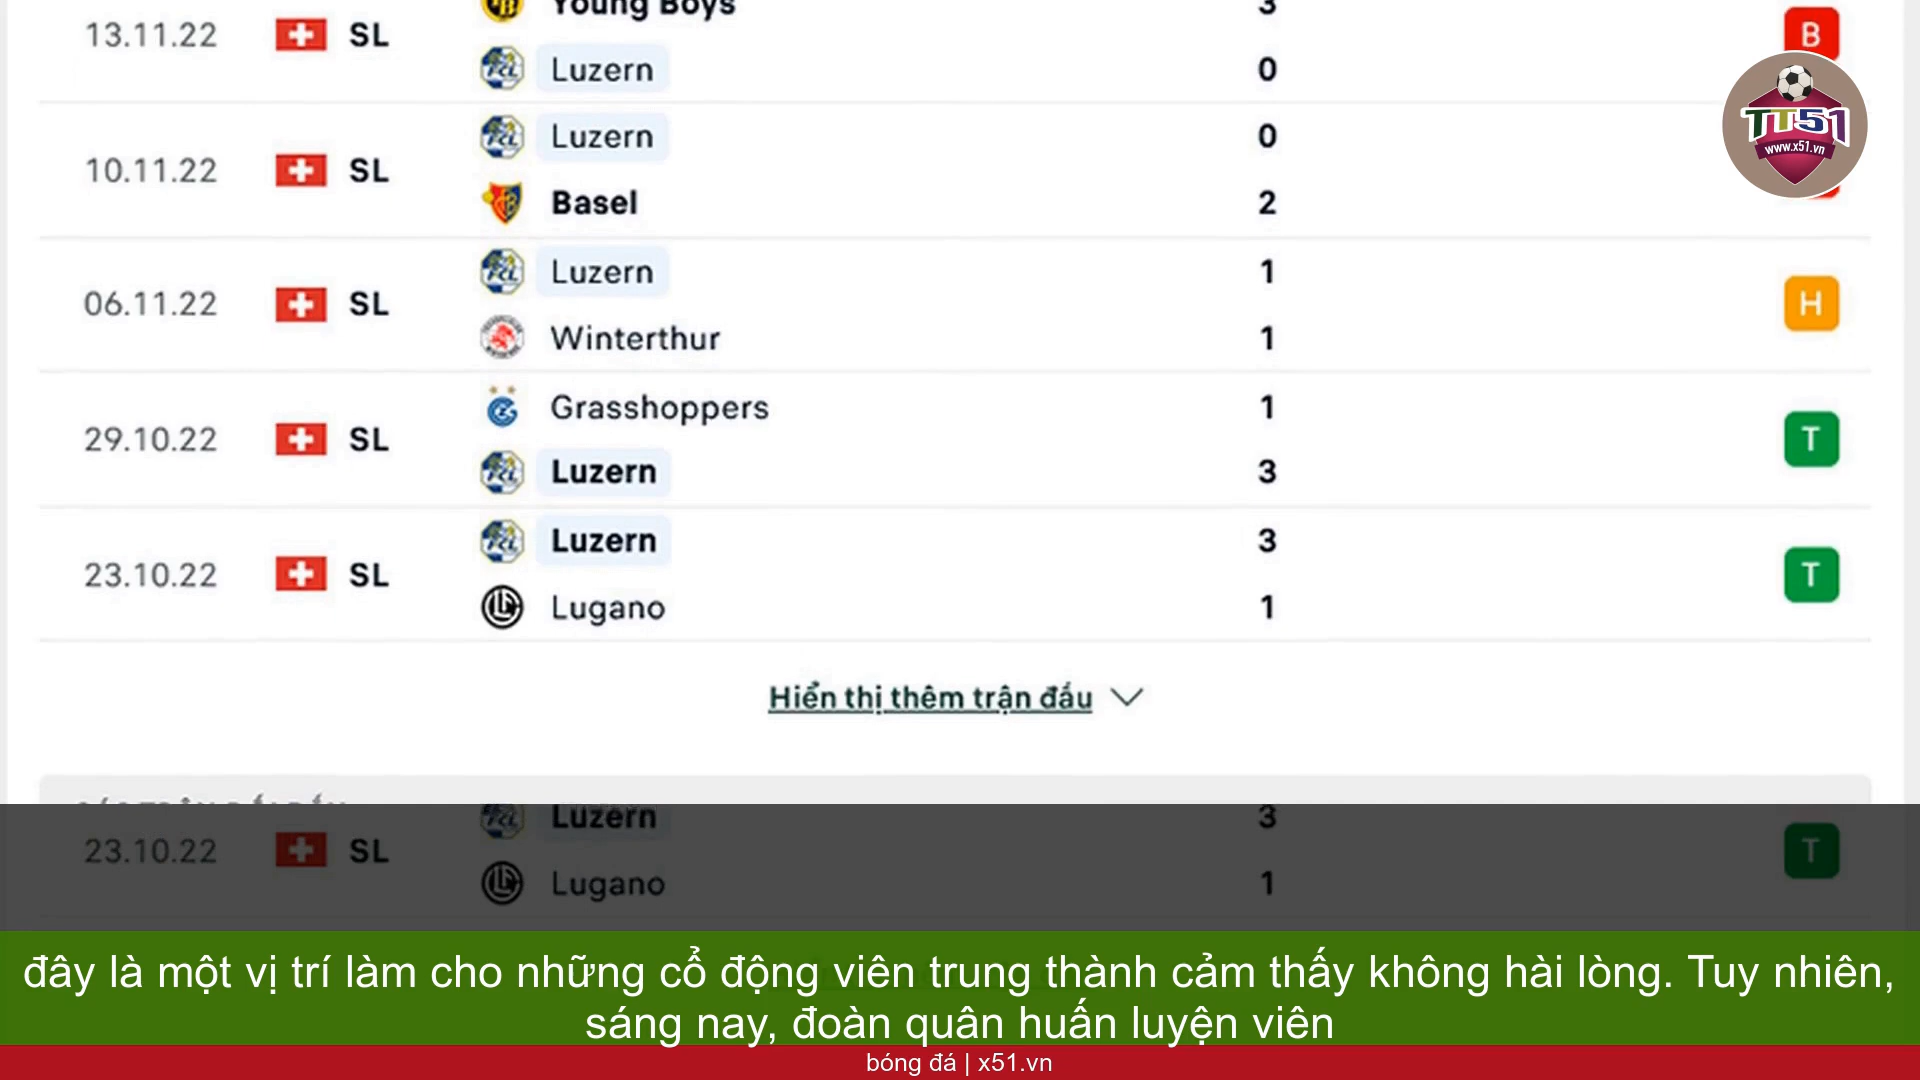 Young Boys 3
13.11.22 SL B
Luzern 0
Luzern 0
10.11.22 SL
Basel 2
Luzern 1
06.11.22 SL H
Winterthur 1
Grasshoppers 1
29.10.22 SL T
Luzern 3
Luzern 3
23.10.22 SL T
Lugano 1
Hiển thị thêm trận đấu
TT51
www.x51.vn
Luzern 3
23.10.22 SL T
Lugano 1
đây là một vị trí làm cho những cổ động viên trung thành cảm thấy không hài lòng. Tuy nhiên,
sáng nay, đoàn quân huấn luyện viên
bóng đá | x51.vn